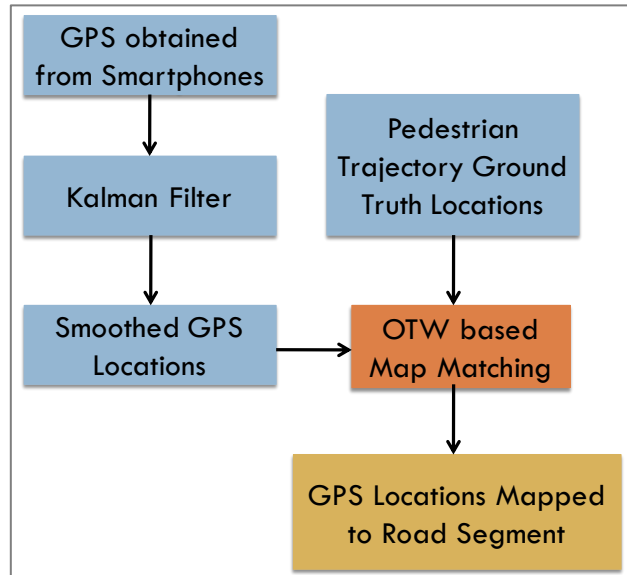 GPS obtained
from Smartphones
Kalman Filter
Smoothed GPS
Locations
Pedestrian
Trajectory Ground
Truth Locations
OTW based
Map Matching
GPS Locations Mapped
to Road Segment